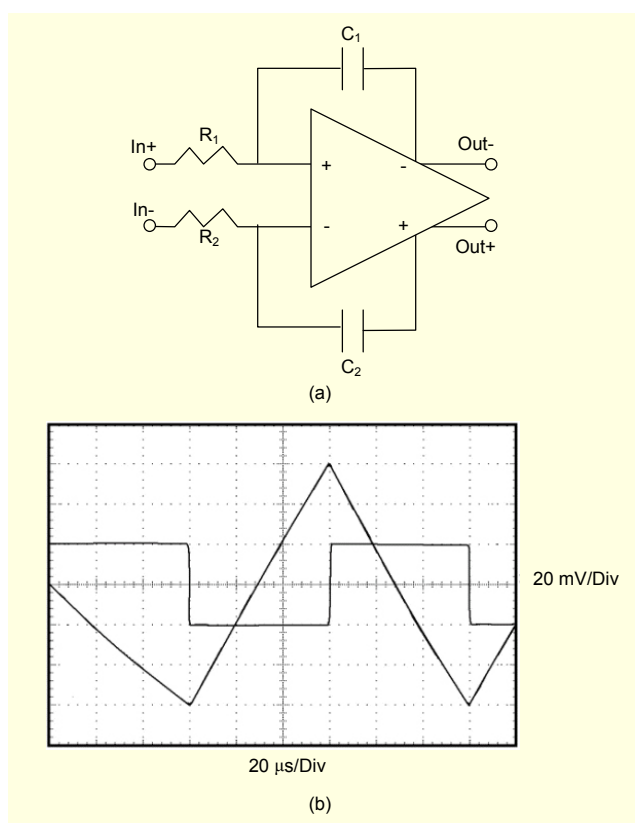 C1
In+
R1
+
-
Out-
In-
R2
-
+
Out+
C2
(a)
20 mV/Div
20 μs/Div
(b)